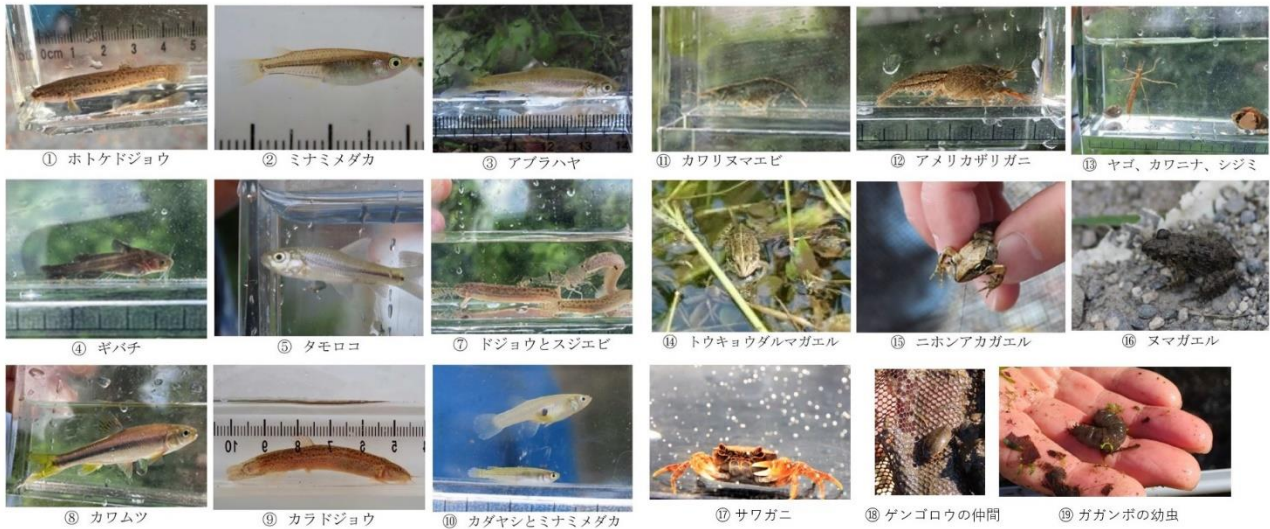 0cm 1 2 3 4 5
① ホトケドジョウ
② ミナミメダカ
③ アブラハヤ
⑪ カワリヌマエビ
⑫ アメリカザリガニ
⑬ ヤゴ、カワニナ、シジミ
④ ギバチ
⑤ タモロコ
⑦ ドジョウとスジエビ
⑭ トウキョウダルマガエル
⑮ ニホンアカガエル
⑯ ヌマガエル
10 9 8 7 6 5
⑧ カワムツ
⑨ カラドジョウ
⑩ カダヤシとミナミメダカ
⑰ サワガニ
⑱ ゲンゴロウの仲間
⑲ ガガンボの幼虫